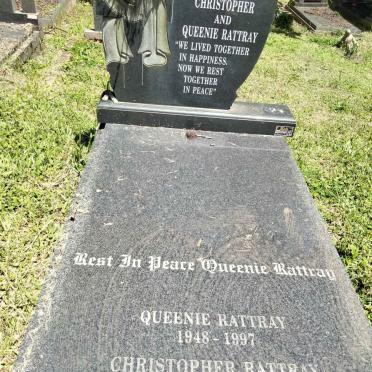 CHRISTOPHER
AND
QUEENIE RATTRAY
"WE LIVED TOGETHER
IN HAPPINESS.
NOW WE REST
TOGETHER
IN PEACE"
Rest In Peace Queenie Rattray
QUEENIE RATTRAY
1948 - 1997
CHRISTOPHER RATTRAY